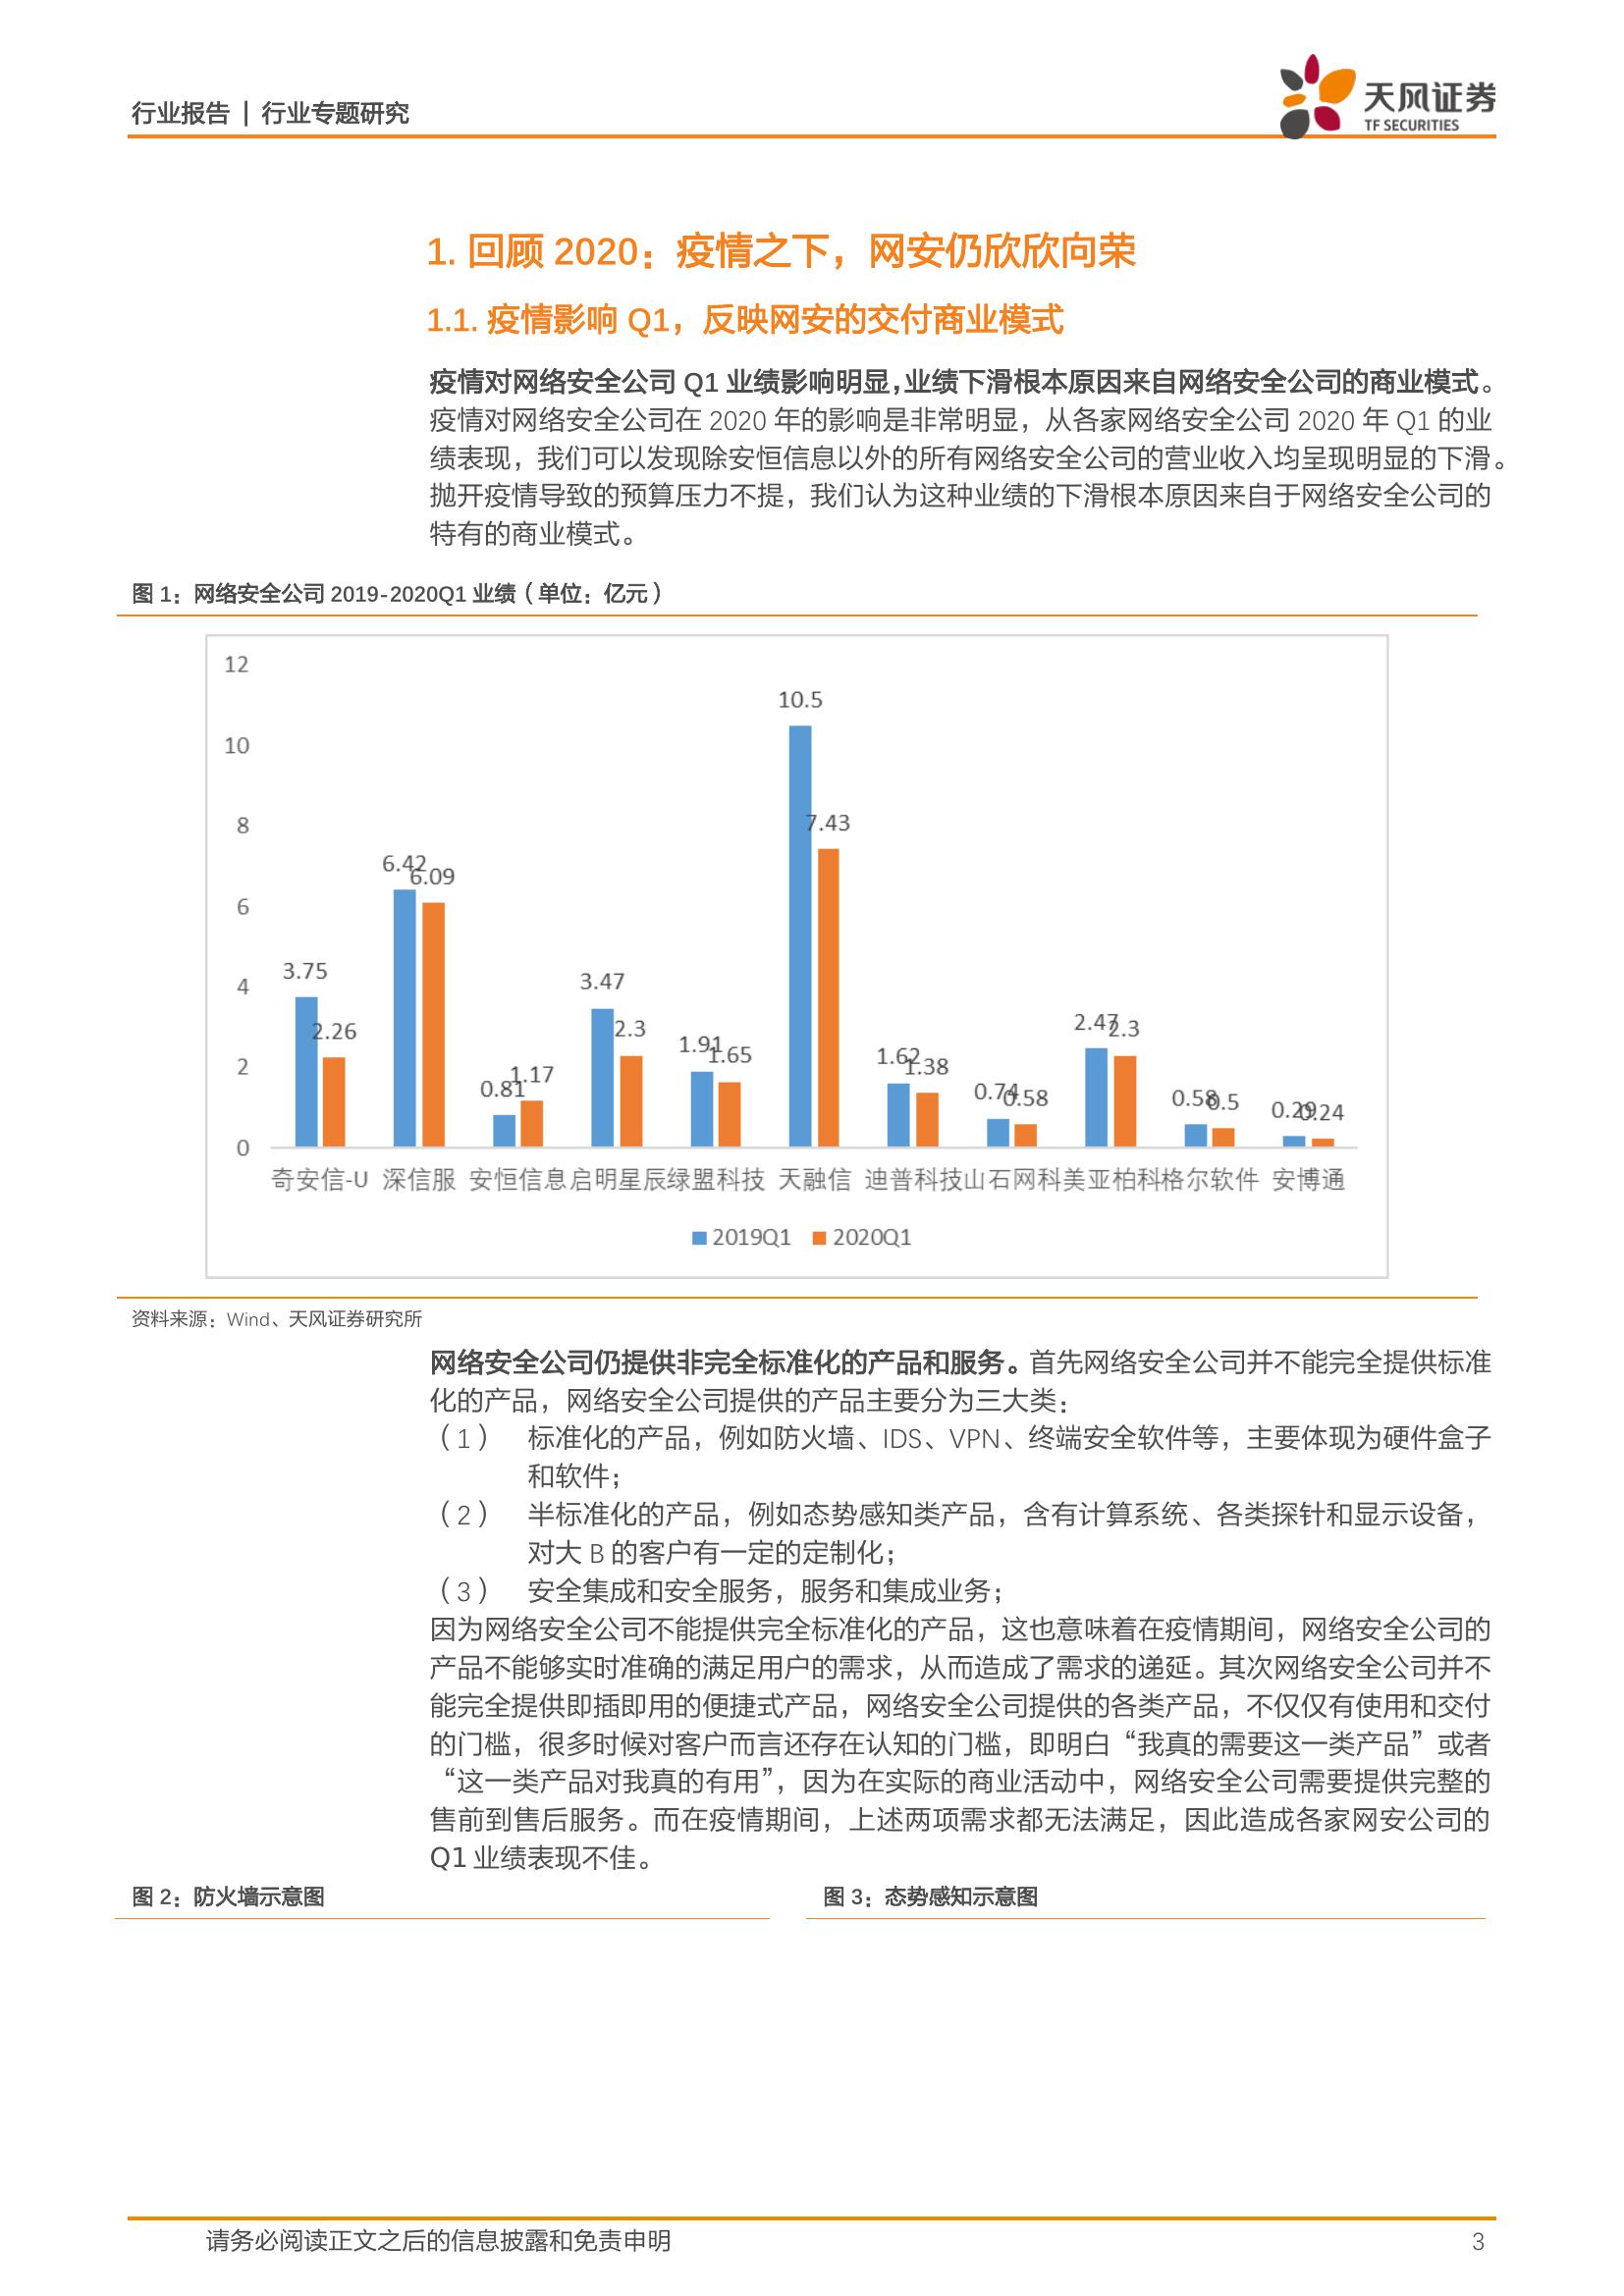 行业报告 | 行业专题研究
天风证券
TF SECURITIES
1. 回顾 2020：疫情之下，网安仍欣欣向荣
1.1. 疫情影响 Q1，反映网安的交付商业模式
疫情对网络安全公司 Q1 业绩影响明显，业绩下滑根本原因来自网络安全公司的商业模式。
疫情对网络安全公司在 2020 年的影响是非常明显，从各家网络安全公司 2020 年 Q1 的业
绩表现，我们可以发现除安恒信息以外的所有网络安全公司的营业收入均呈现明显的下滑。
抛开疫情导致的预算压力不提，我们认为这种业绩的下滑根本原因来自于网络安全公司的
特有的商业模式。
图 1：网络安全公司 2019-2020Q1 业绩（单位：亿元）
12
10
8
6
4
2
0
3.75
2.26
6.42
6.09
0.81
1.17
3.47
2.3
1.91
1.65
10.5
7.43
1.62
1.38
0.74
0.58
2.47
2.3
0.58
0.5
0.29
0.24
奇安信-U 深信服 安恒信息 启明星辰 绿盟科技 天融信 迪普科技 山石网科 美亚柏科 格尔软件 安博通
2019Q1 2020Q1
资料来源：Wind、天风证券研究所
网络安全公司仍提供非完全标准化的产品和服务。首先网络安全公司并不能完全提供标准
化的产品，网络安全公司提供的产品主要分为三大类：
（1） 标准化的产品，例如防火墙、IDS、VPN、终端安全软件等，主要体现为硬件盒子
和软件；
（2） 半标准化的产品，例如态势感知类产品，含有计算系统、各类探针和显示设备，
对大 B 的客户有一定的定制化；
（3） 安全集成和安全服务，服务和集成业务；
因为网络安全公司不能提供完全标准化的产品，这也意味着在疫情期间，网络安全公司的
产品不能够实时准确的满足用户的需求，从而造成了需求的递延。其次网络安全公司并不
能完全提供即插即用的便捷式产品，网络安全公司提供的各类产品，不仅仅有使用和交付
的门槛，很多时候对客户而言还存在认知的门槛，即明白“我真的需要这一类产品”或者
“这一类产品对我真的有用”，因为在实际的商业活动中，网络安全公司需要提供完整的
售前到售后服务。而在疫情期间，上述两项需求都无法满足，因此造成各家网安公司的
Q1 业绩表现不佳。
图 2：防火墙示意图
图 3：态势感知示意图
请务必阅读正文之后的信息披露和免责申明
3